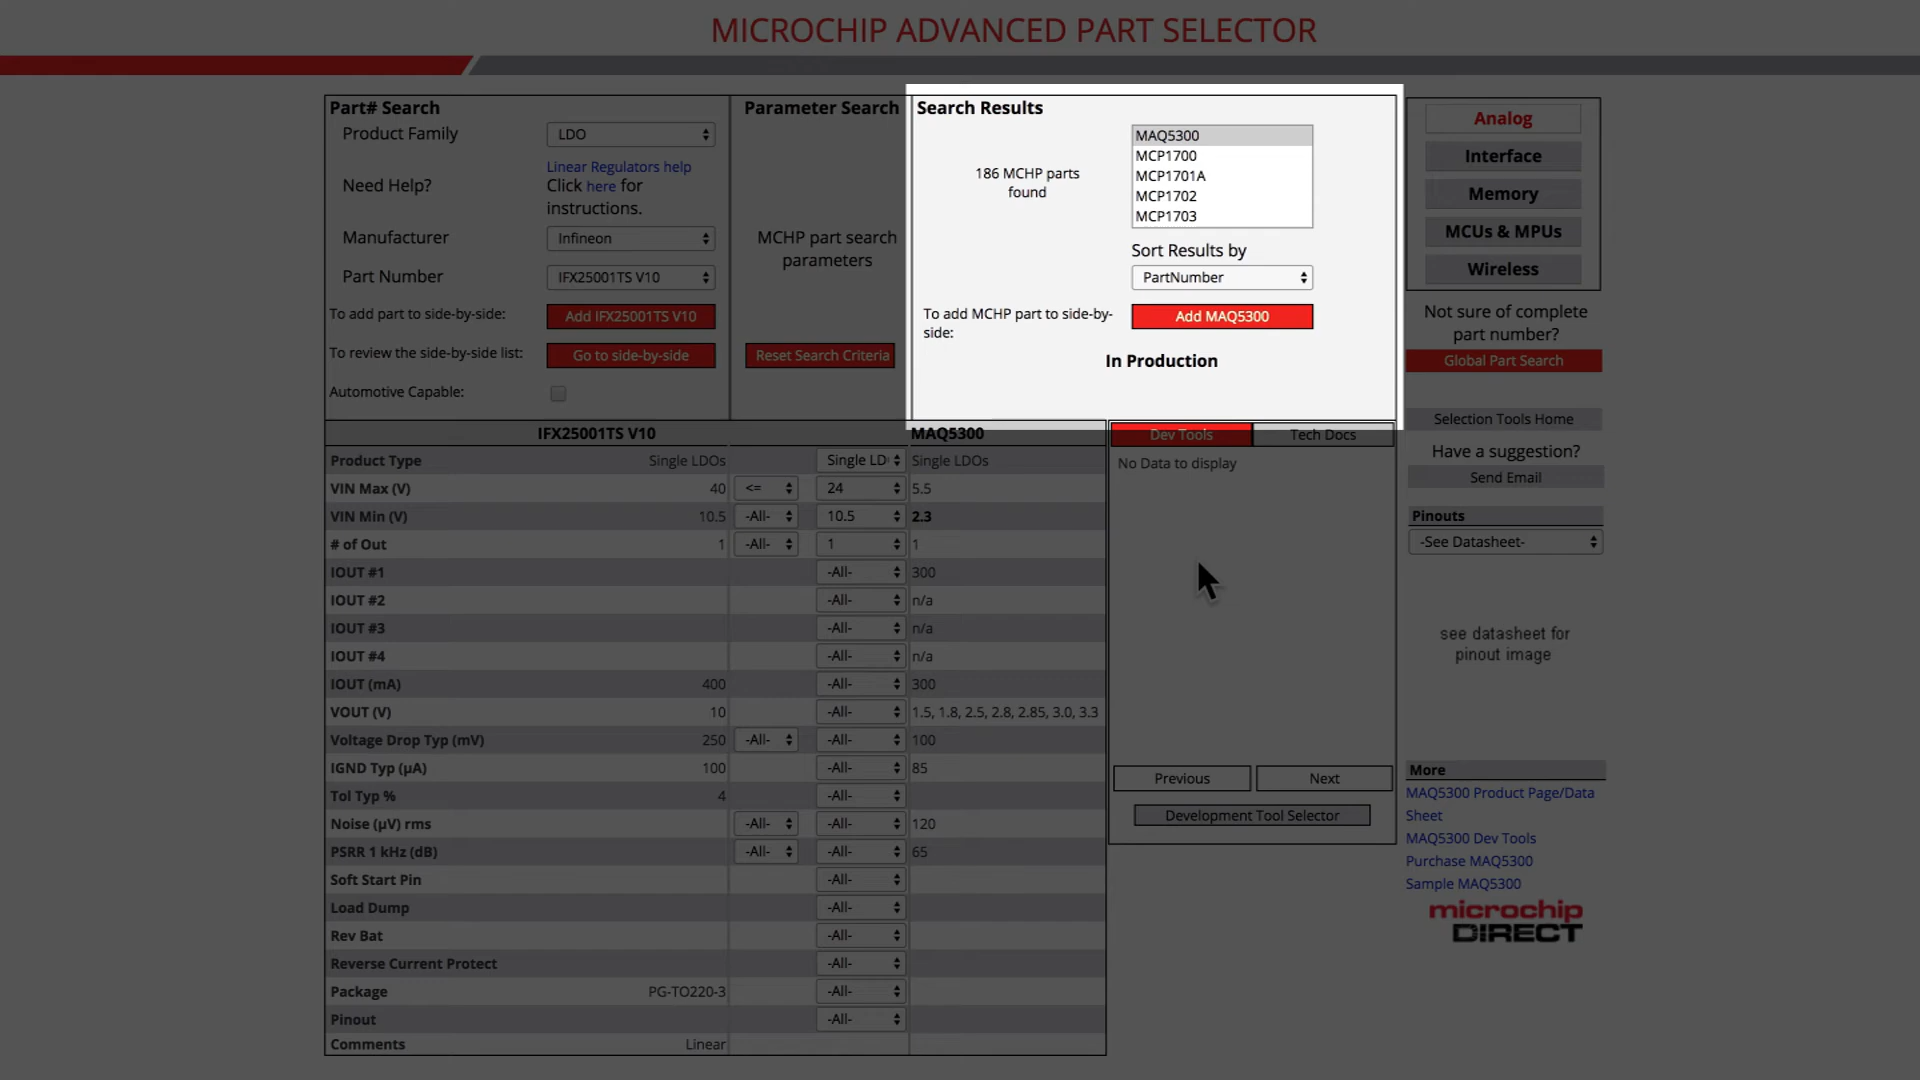 MICROCHIP ADVANCED PART SELECTOR
Part# Search
Product Family
LDO
Need Help?
Linear Regulators help
Click here for
instructions.
Manufacturer
Infineon
Part Number
IFX25001TS V10
To add part to side-by-side:
Add IFX25001TS V10
To review the side-by-side list:
Go to side-by-side
Automotive Capable:
Parameter Search
MCHP part search
parameters
Reset Search Criteria
Search Results
186 MCHP parts
found
MAQ5300
MCP1700
MCP1701A
MCP1702
MCP1703
Sort Results by
PartNumber
To add MCHP part to side-by-
side:
Add MAQ5300
In Production
Analog
Interface
Memory
MCUs & MPUs
Wireless
Not sure of complete
part number?
Global Part Search
Selection Tools Home
Have a suggestion?
Send Email
Pinouts
-See Datasheet-
see datasheet for
pinout image
IFX25001TS V10 MAQ5300
Product Type Single LDOs Single LD Single LDOs
VIN Max (V) 40 <= 24 5.5
VIN Min (V) 10.5 -All- 10.5 2.3
# of Out 1 -All- 1 1
IOUT #1 -All- 300
IOUT #2 -All- n/a
IOUT #3 -All- n/a
IOUT #4 -All- n/a
IOUT (mA) 400 -All- 300
VOUT (V) 10 -All- 1.5, 1.8, 2.5, 2.8, 2.85, 3.0, 3.3
Voltage Drop Typ (mV) 250 -All- -All- 100
IGND Typ (µA) 100 -All- 85
Tol Typ % 4 -All-
Noise (µV) rms -All- -All- 120
PSRR 1 kHz (dB) -All- -All- 65
Soft Start Pin -All-
Load Dump -All-
Rev Bat -All-
Reverse Current Protect -All-
Package PG-TO220-3 -All-
Pinout -All-
Comments Linear
Dev Tools
Tech Docs
No Data to display
Previous
Next
Development Tool Selector
More
MAQ5300 Product Page/Data
Sheet
MAQ5300 Dev Tools
Purchase MAQ5300
Sample MAQ5300
microchip
DIRECT